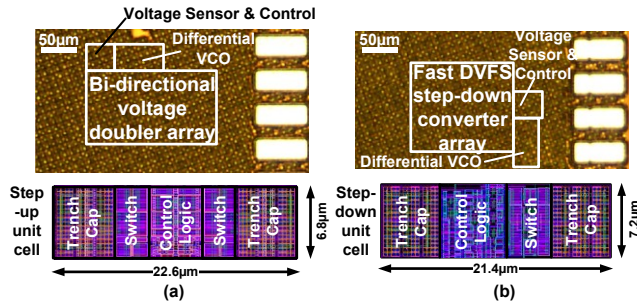 Voltage Sensor & Control
50µm
Differential
VCO
Bi-directional
voltage
doubler array
Step
-up
unit
cell
Trench
Cap
Switch
Control
Logic
Switch
Trench
Cap
6.8µm
22.6µm
(a)
50µm
Voltage
Sensor &
Control
Fast DVFS
step-down
converter
array
Differential VCO
Step-
down
unit
cell
Trench
Cap
Control
Logic
Switch
Trench
Cap
7.2µm
21.4µm
(b)